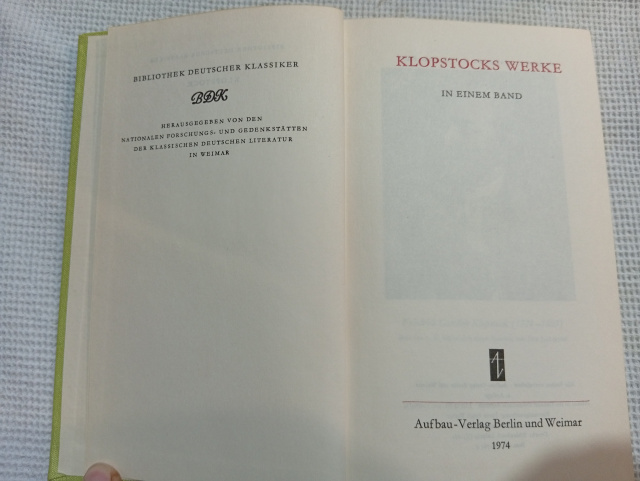 BIBLIOTHEK DEUTSCHER KLASSIKER
BDK
HERAUSGEGEBEN VON DEN
NATIONALEN FORSCHUNGS- UND GEDENKSTÄTTEN
DER KLASSISCHEN DEUTSCHEN LITERATUR
IN WEIMAR
KLOPSTOCKS WERKE
IN EINEM BAND
Aufbau-Verlag Berlin und Weimar
1974